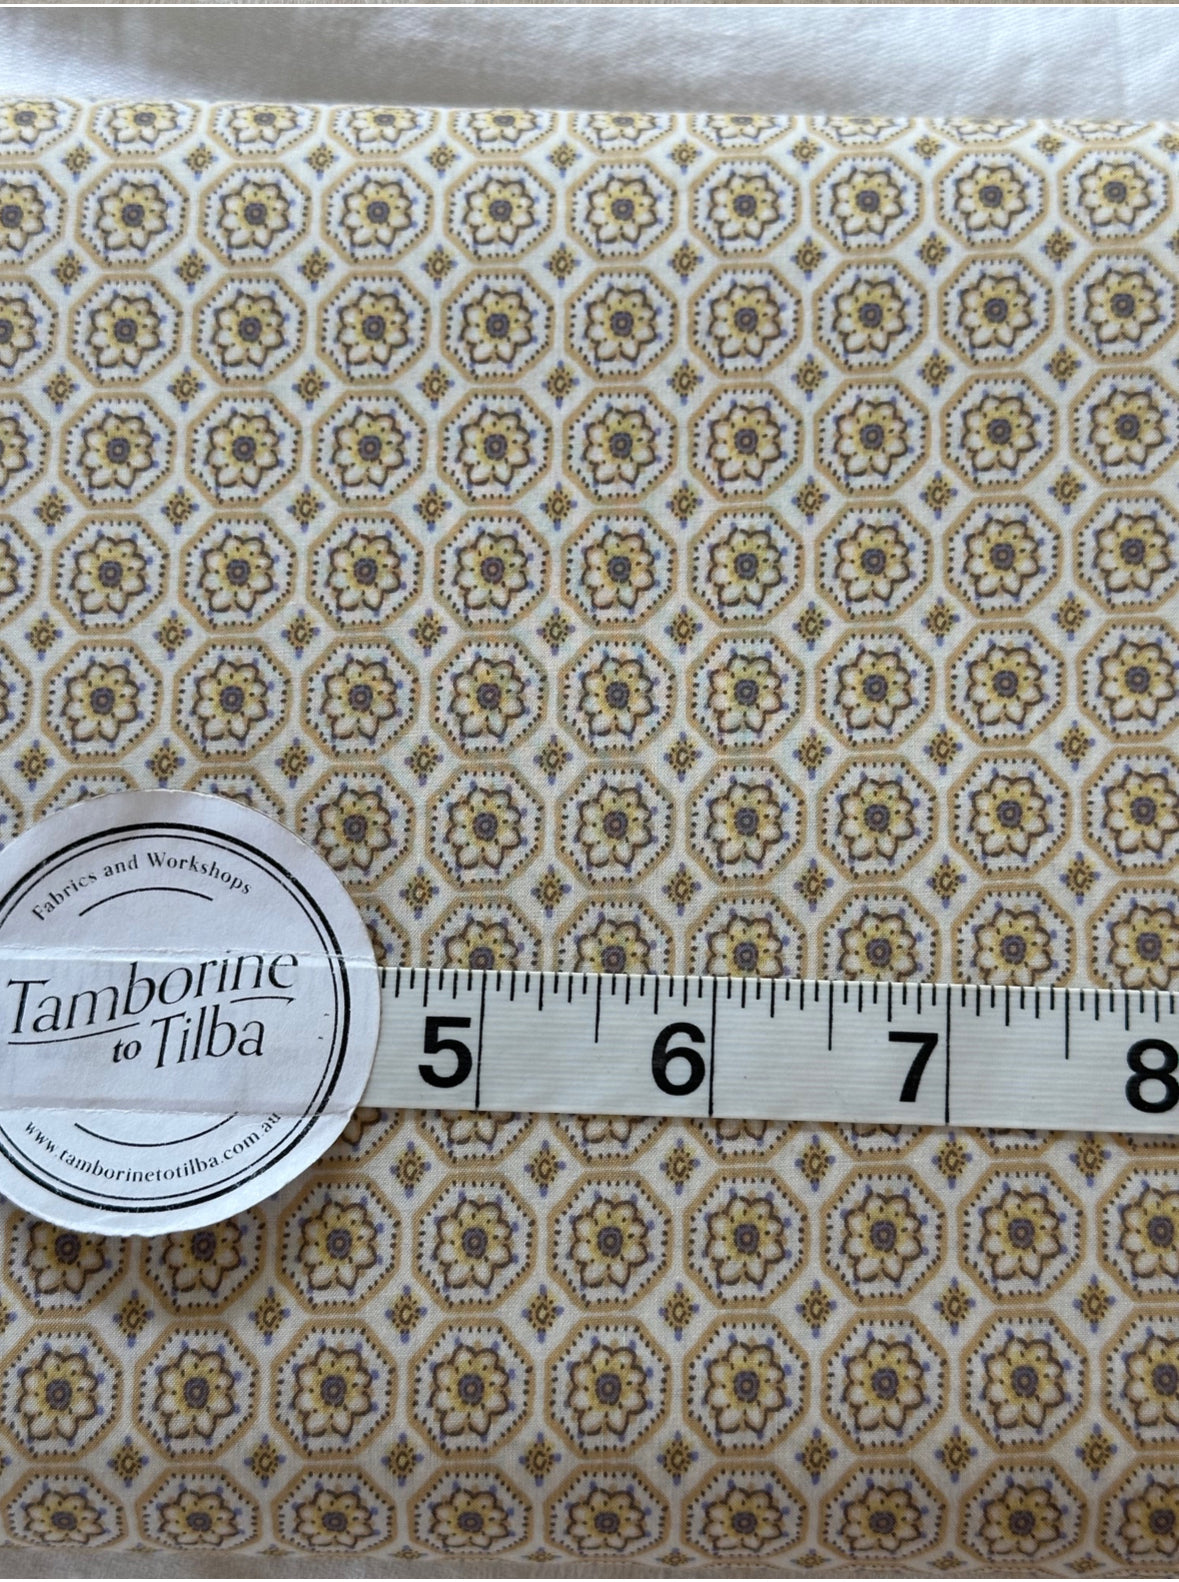 Fabrics and Workshops
Tamborine
to Tilba
www.tamborinetotilba.com.au
5 6 7 8